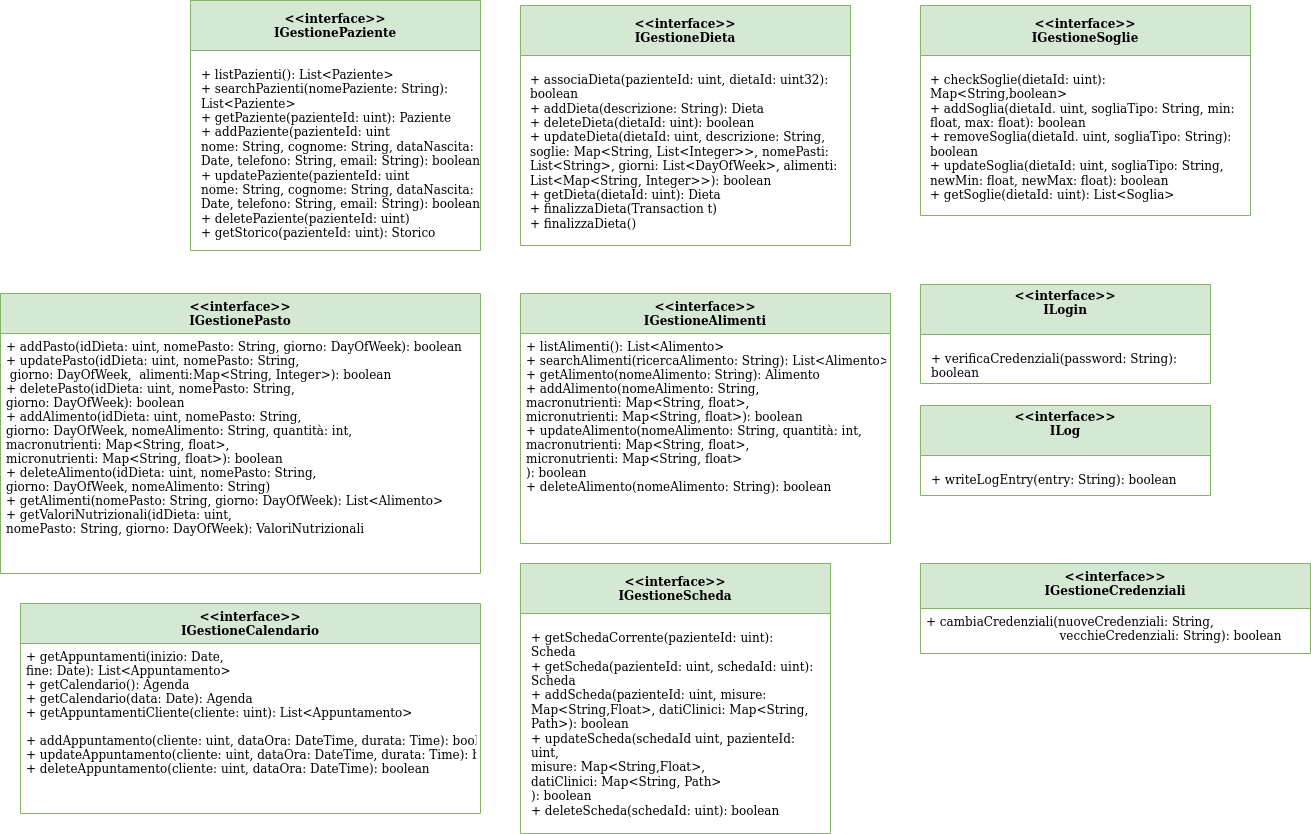 <<interface>>
IGestionePaziente
+ listPazienti(): List<Paziente>
+ searchPazienti(nomePaziente: String):
List<Paziente>
+ getPaziente(pazienteId: uint): Paziente
+ addPaziente(pazienteId: uint
nome: String, cognome: String, dataNascita:
Date, telefono: String, email: String): boolean
+ updatePaziente(pazienteId: uint
nome: String, cognome: String, dataNascita:
Date, telefono: String, email: String): boolean
+ deletePaziente(pazienteId: uint)
+ getStorico(pazienteId: uint): Storico
<<interface>>
IGestioneDieta
+ associaDieta(pazienteId: uint, dietaId: uint32):
boolean
+ addDieta(descrizione: String): Dieta
+ deleteDieta(dietaId: uint): boolean
+ updateDieta(dietaId: uint, descrizione: String,
soglie: Map<String, List<Integer>>, nomePasti:
List<String>, giorni: List<DayOfWeek>, alimenti:
List<Map<String, Integer>>): boolean
+ getDieta(dietaId: uint): Dieta
+ finalizzaDieta(Transaction t)
+ finalizzaDieta()
<<interface>>
IGestioneSoglie
+ checkSoglie(dietaId: uint):
Map<String,boolean>
+ addSoglia(dietaId. uint, sogliaTipo: String, min:
float, max: float): boolean
+ removeSoglia(dietaId. uint, sogliaTipo: String):
boolean
+ updateSoglia(dietaId: uint, sogliaTipo: String,
newMin: float, newMax: float): boolean
+ getSoglie(dietaId: uint): List<Soglia>
<<interface>>
IGestionePasto
+ addPasto(idDieta: uint, nomePasto: String, giorno: DayOfWeek): boolean
+ updatePasto(idDieta: uint, nomePasto: String,
giorno: DayOfWeek,  alimenti:Map<String, Integer>): boolean
+ deletePasto(idDieta: uint, nomePasto: String,
giorno: DayOfWeek): boolean
+ addAlimento(idDieta: uint, nomePasto: String,
giorno: DayOfWeek, nomeAlimento: String, quantità: int,
macronutrienti: Map<String, float>,
micronutrienti: Map<String, float>): boolean
+ deleteAlimento(idDieta: uint, nomePasto: String,
giorno: DayOfWeek, nomeAlimento: String)
+ getAlimenti(nomePasto: String, giorno: DayOfWeek): List<Alimento>
+ getValoriNutrizionali(idDieta: uint,
nomePasto: String, giorno: DayOfWeek): ValoriNutrizionali
<<interface>>
IGestioneAlimenti
+ listAlimenti(): List<Alimento>
+ searchAlimenti(ricercaAlimento: String): List<Alimento>
+ getAlimento(nomeAlimento: String): Alimento
+ addAlimento(nomeAlimento: String,
macronutrienti: Map<String, float>,
micronutrienti: Map<String, float>): boolean
+ updateAlimento(nomeAlimento: String, quantità: int,
macronutrienti: Map<String, float>,
micronutrienti: Map<String, float>
): boolean
+ deleteAlimento(nomeAlimento: String): boolean
<<interface>>
ILogin
+ verificaCredenziali(password: String):
boolean
<<interface>>
ILog
+ writeLogEntry(entry: String): boolean
<<interface>>
IGestioneCalendario
+ getAppuntamenti(inizio: Date,
fine: Date): List<Appuntamento>
+ getCalendario(): Agenda
+ getCalendario(data: Date): Agenda
+ getAppuntamentiCliente(cliente: uint): List<Appuntamento>
+ addAppuntamento(cliente: uint, dataOra: DateTime, durata: Time):
+ updateAppuntamento(cliente: uint, dataOra: DateTime, durata: Time):
+ deleteAppuntamento(cliente: uint, dataOra: DateTime): boolean
<<interface>>
IGestioneScheda
+ getSchedaCorrente(pazienteId: uint):
Scheda
+ getScheda(pazienteId: uint, schedaId: uint):
Scheda
+ addScheda(pazienteId: uint, misure:
Map<String,Float>, datiClinici: Map<String,
Path>): boolean
+ updateScheda(schedaId uint, pazienteId:
uint,
misure: Map<String,Float>,
datiClinici: Map<String, Path>
): boolean
+ deleteScheda(schedaId: uint): boolean
<<interface>>
IGestioneCredenziali
+ cambiaCredenziali(nuoveCredenziali: String,
vecchieCredenziali: String): boolean